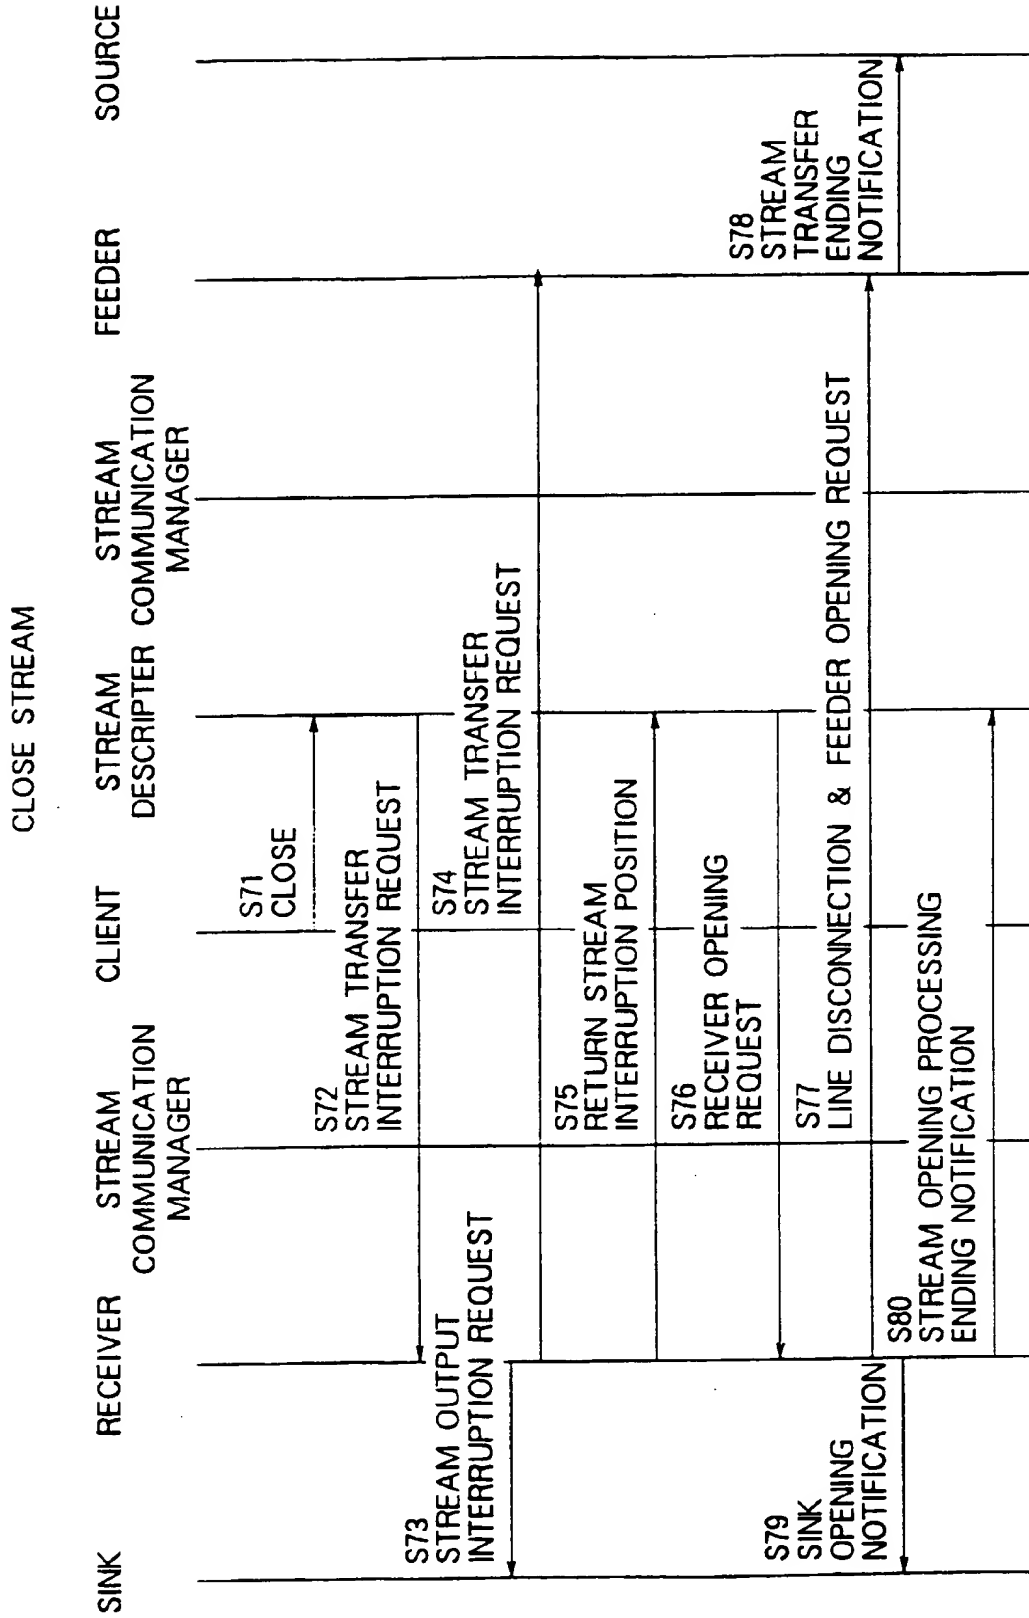 CLOSE STREAM
SINK
RECEIVER
STREAM
COMMUNICATION
MANAGER
CLIENT
STREAM
DESCRIPTER
STREAM
COMMUNICATION
MANAGER
FEEDER
SOURCE
S71
CLOSE
S72
STREAM TRANSFER
INTERRUPTION REQUEST
S73
STREAM OUTPUT
INTERRUPTION REQUEST
S74
STREAM TRANSFER
INTERRUPTION REQUEST
S75
RETURN STREAM
INTERRUPTION POSITION
S76
RECEIVER OPENING
REQUEST
S77
LINE DISCONNECTION & FEEDER OPENING REQUEST
S78
STREAM
TRANSFER
ENDING
NOTIFICATION
S79
SINK
OPENING
NOTIFICATION
S80
STREAM OPENING PROCESSING
ENDING NOTIFICATION